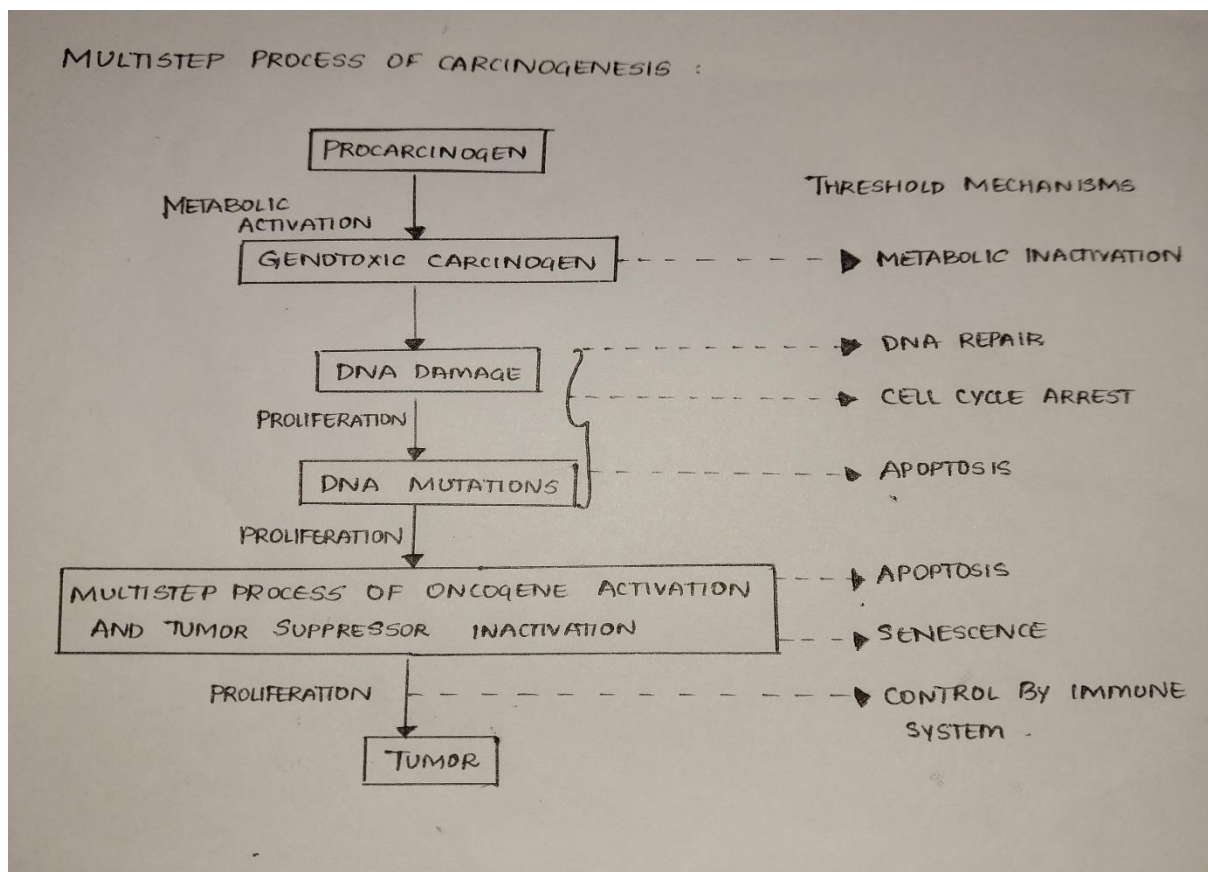 MULTISTEP PROCESS OF CARCINOGENESIS :
PROCARCINOGEN
THRESHOLD MECHANISMS
METABOLIC
ACTIVATION
GENOTOXIC CARCINOGEN
METABOLIC INACTIVATION
DNA REPAIR
DNA DAMAGE
CELL CYCLE ARREST
PROLIFERATION
APOPTOSIS
DNA MUTATIONS
PROLIFERATION
APOPTOSIS
MULTISTEP PROCESS OF ONCOGENE ACTIVATION
AND TUMOR SUPPRESSOR INACTIVATION
SENESCENCE
PROLIFERATION
CONTROL BY IMMUNE
SYSTEM .
TUMOR